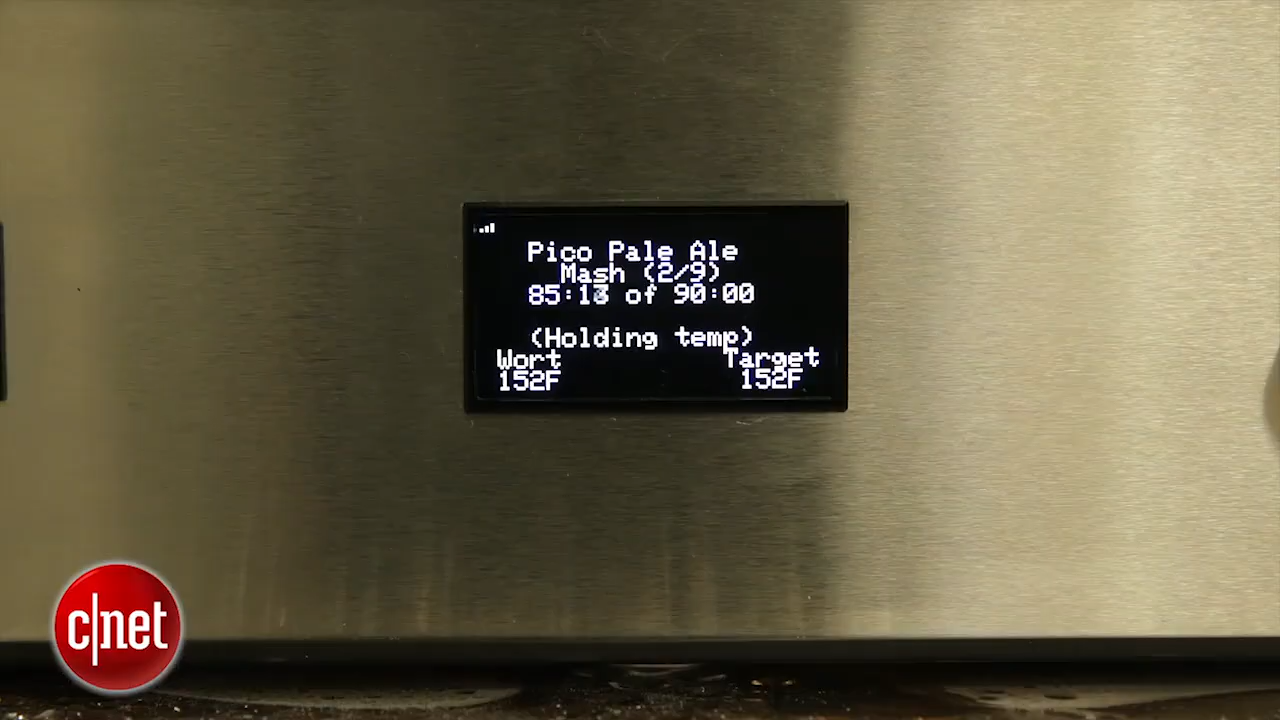 Pico Pale Ale
Mash (2/9)
85:13 of 90:00
(Holding temp)
Wort Target
152F 152F
c|net